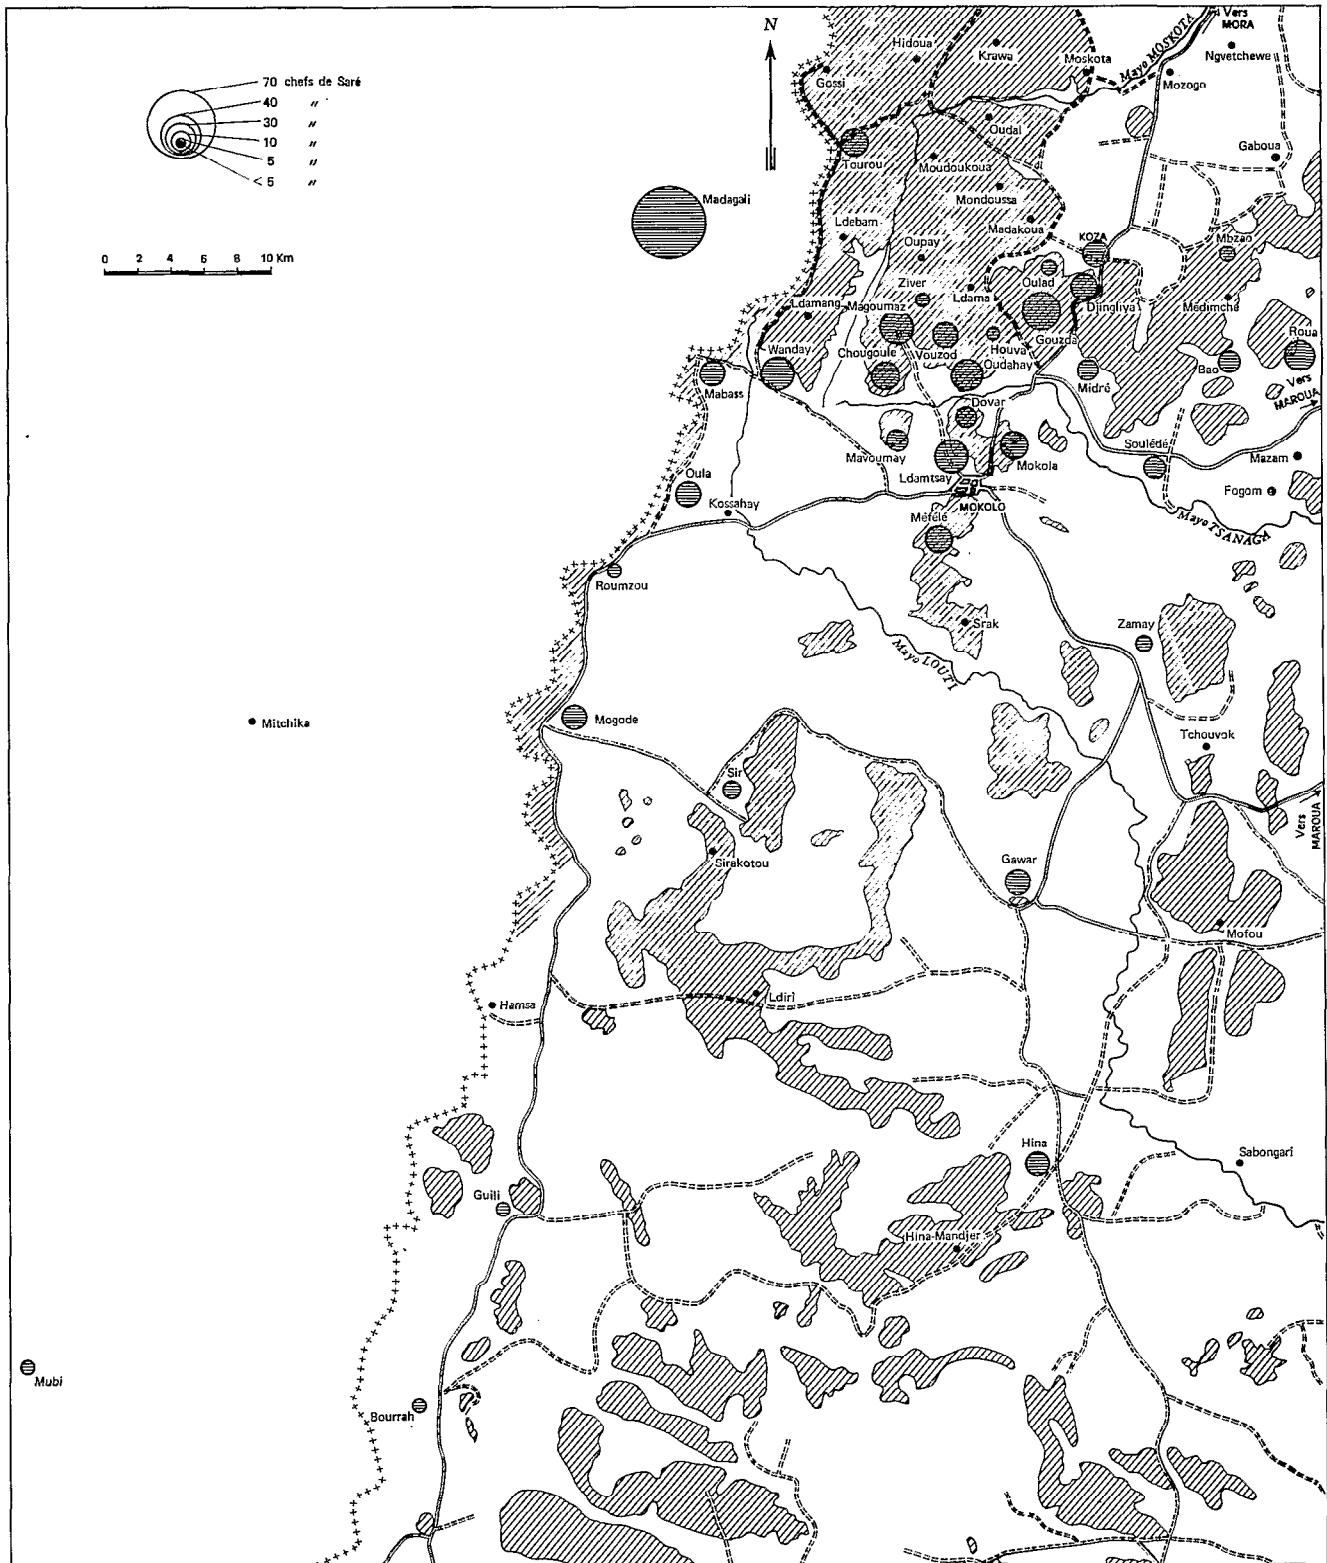 Vers
MORA
N
Hidoua
Krawa
Moskota
Mayo MOSKOTA
Ngvetchewe
Mozogo
Gossi
70 chefs de Saré
40 "
30 "
10 "
5 "
< 5 "
Oudal
Tourou
Moudoukoua
Gaboua
Mondoussa
Madagali
Madakoua
Ldebam
Oupay
KOZA
Mbzao
0 2 4 6 8 10 Km
Ziver
Ldama
Oulad
Ldamang
Magoumaz
Djingliya
Médimché
Wanday
Chougoule
Vouzod
Houva
Gouzda
Roua
Oudahay
Mabass
Midré
Bao
Vers
MAROUA
Dovar
Mavoumay
Mokola
Soulédé
Mazam
Oula
Ldamtsay
Fogom
Kossahay
MOKOLO
Méfélé
Mayo TSANAGA
Roumzou
Srak
Zamay
Mayo LOUTI
Mitchika
Mogode
Tchouvok
Sir
Vers
MAROUA
Sirakotou
Gawar
Mofou
Ldiri
Hamsa
Hina
Sabongari
Guili
Hina-Mandjer
Mubi
Bourrah